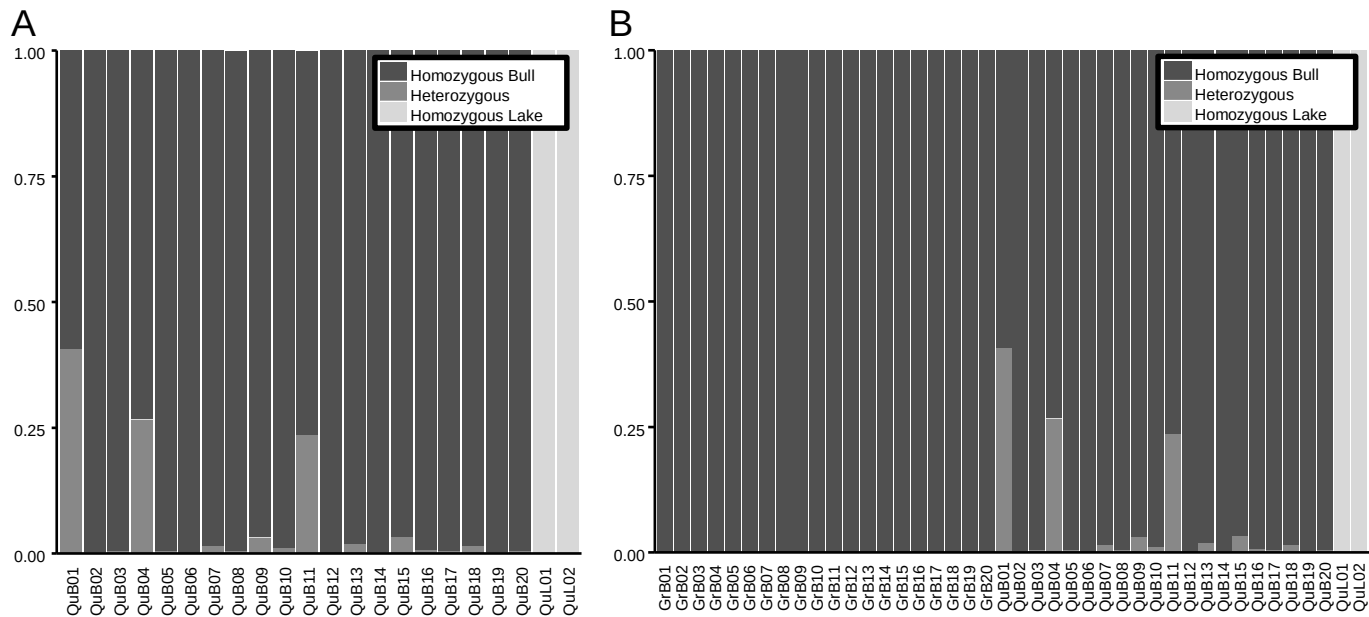 A
1.00
0.75
0.50
0.25
0.00
Homozygous Bull
Heterozygous
Homozygous Lake
QuB01
QuB02
QuB03
QuB04
QuB05
QuB06
QuB07
QuB08
QuB09
QuB10
QuB11
QuB12
QuB13
QuB14
QuB15
QuB16
QuB17
QuB18
QuB19
QuB20
QuL01
QuL02
B
1.00
0.75
0.50
0.25
0.00
Homozygous Bull
Heterozygous
Homozygous Lake
GrB01
GrB02
GrB03
GrB04
GrB05
GrB06
GrB07
GrB08
GrB09
GrB10
GrB11
GrB12
GrB13
GrB14
GrB15
GrB16
GrB17
GrB18
GrB19
GrB20
QuB01
QuB02
QuB03
QuB04
QuB05
QuB06
QuB07
QuB08
QuB09
QuB10
QuB11
QuB12
QuB13
QuB14
QuB15
QuB16
QuB17
QuB18
QuB19
QuB20
QuL01
QuL02